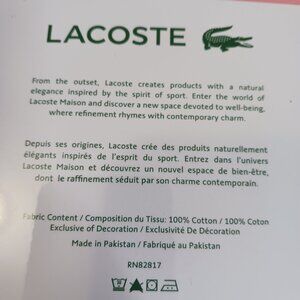 LACOSTE
From the outset, Lacoste creates products with a natural
elegance inspired by the spirit of sport. Enter the world of
Lacoste Maison and discover a new space devoted to well-being,
where refinement rhymes with contemporary charm.
Depuis ses origines, Lacoste crée des produits naturellement
élégants inspirés de l'esprit du sport. Entrez dans l'univers
Lacoste Maison et découvrez un nouvel espace de bien-être,
dont le raffinement séduit par son charme contemporain.
Fabric Content / Composition du Tissu: 100% Cotton / 100% Coton
Exclusive of Decoration / Exclusivité De Décoration
Made in Pakistan / Fabriqué au Pakistan
RN82817